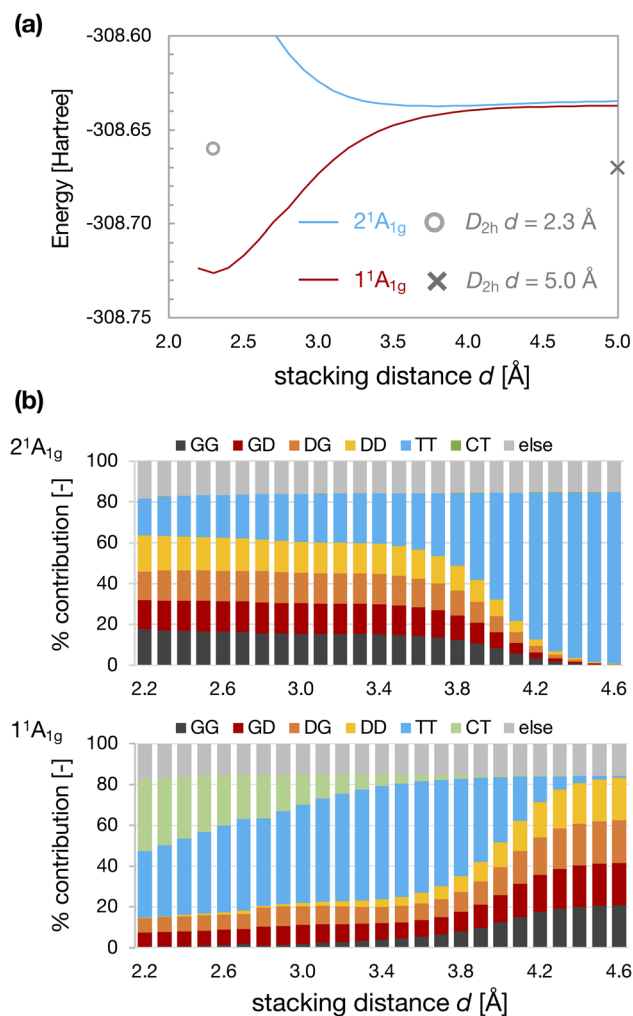 (a)
-308.60
-308.65
-308.70
-308.75
Energy [Hartree]
2¹A₁g D₂h d = 2.3 Å
1¹A₁g D₂h d = 5.0 Å
2.0 2.5 3.0 3.5 4.0 4.5 5.0
stacking distance d [Å]
(b)
2¹A₁g GG GD DG DD TT CT else
100
80
60
40
20
0
% contribution [-]
2.2 2.6 3.0 3.4 3.8 4.2 4.6
1¹A₁g GG GD DG DD TT CT else
100
80
60
40
20
0
% contribution [-]
2.2 2.6 3.0 3.4 3.8 4.2 4.6
stacking distance d [Å]